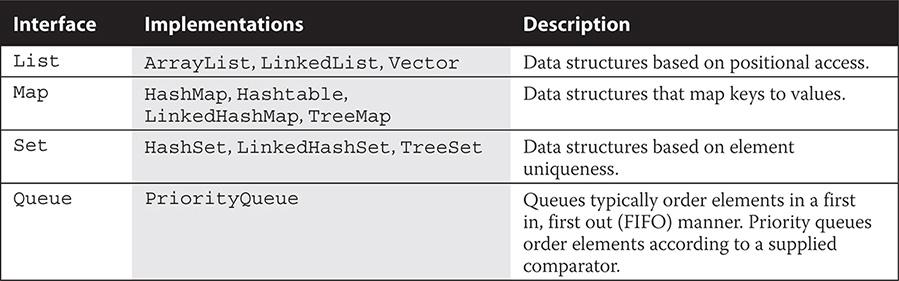 Interface Implementations Description
List ArrayList, LinkedList, Vector Data structures based on positional access.
Map HashMap, Hashtable, Data structures that map keys to values.
LinkedHashMap, TreeMap
Set HashSet, LinkedHashSet, TreeSet Data structures based on element
uniqueness.
Queue PriorityQueue Queues typically order elements in a first
in, first out (FIFO) manner. Priority queues
order elements according to a supplied
comparator.